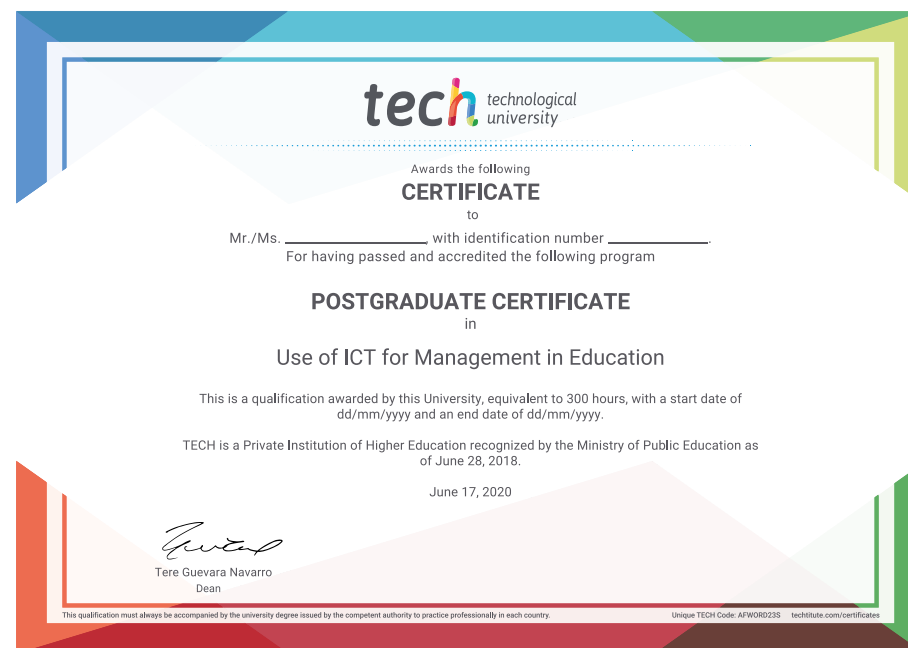 tech technological
university
Awards the following
CERTIFICATE
to
Mr./Ms. ____________________, with identification number ______________.
For having passed and accredited the following program
POSTGRADUATE CERTIFICATE
in
Use of ICT for Management in Education
This is a qualification awarded by this University, equivalent to 300 hours, with a start date of
dd/mm/yyyy and an end date of dd/mm/yyyy.
TECH is a Private Institution of Higher Education recognized by the Ministry of Public Education as
of June 28, 2018.
June 17, 2020
Tere Guevara Navarro
Dean
This qualification must always be accompanied by the university degree issued by the competent authority to practice professionally in each country. Unique TECH Code: AFWORD23S techtitute.com/certificates